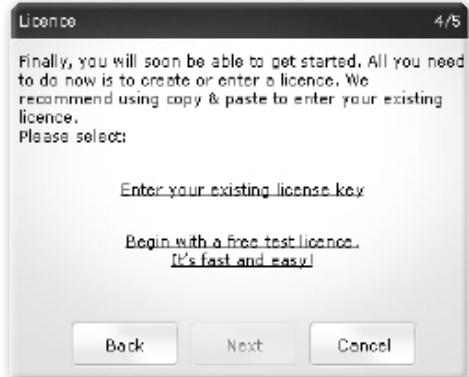 Licence 4/5
Finally, you will soon be able to get started. All you need
to do now is to create or enter a licence. We
recommend using copy & paste to enter your existing
licence.
Please select:
Enter your existing license key
Begin with a free test licence.
It's fast and easy!
Back Next Cancel